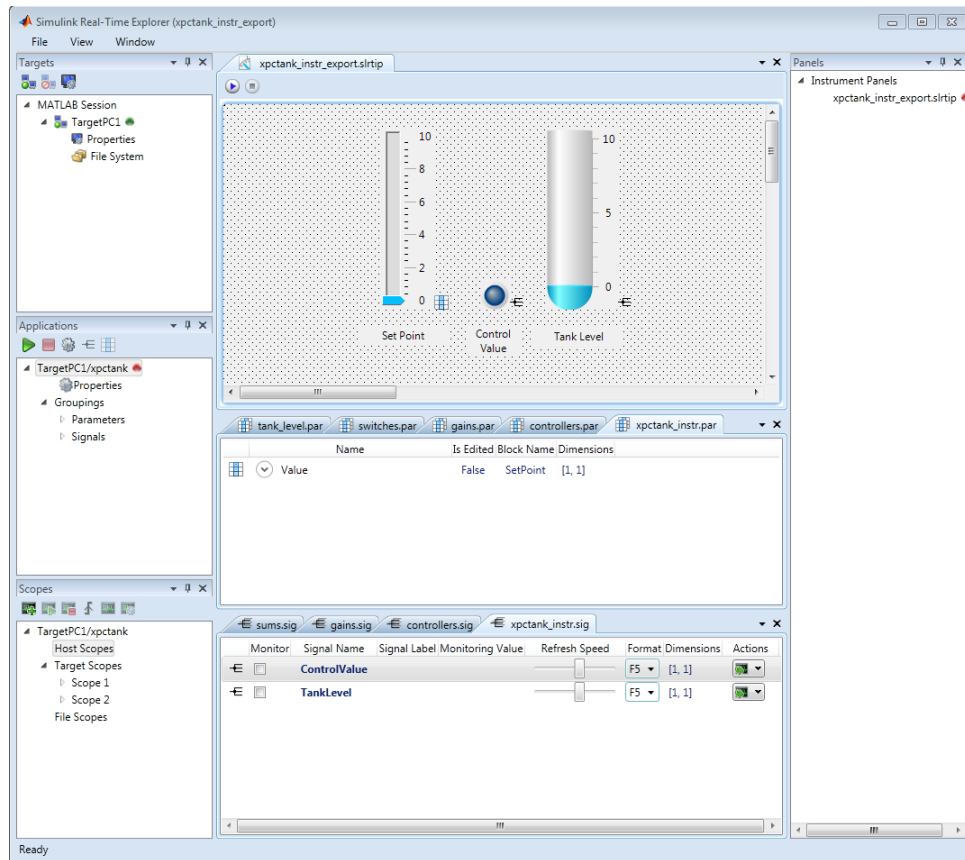 Simulink Real-Time Explorer (xpctank_instr_export)
File View Window
Targets
MATLAB Session
TargetPC1
Properties
File System
Applications
TargetPC1/xpctank
Properties
Groupings
Parameters
Signals
Scopes
TargetPC1/xpctank
Host Scopes
Target Scopes
Scope 1
Scope 2
File Scopes
xpctank_instr_export.slrtip
10
8
6
4
2
0
Set Point
Control
Value
10
5
0
Tank Level
tank_level.par switches.par gains.par controllers.par xpctank_instr.par
Name Is Edited Block Name Dimensions
Value False SetPoint [1, 1]
sums.sig gains.sig controllers.sig xpctank_instr.sig
Monitor Signal Name Signal Label Monitoring Value Refresh Speed Format Dimensions Actions
ControlValue F5 [1, 1]
TankLevel F5 [1, 1]
Panels
Instrument Panels
xpctank_instr_export.slrtip
Ready